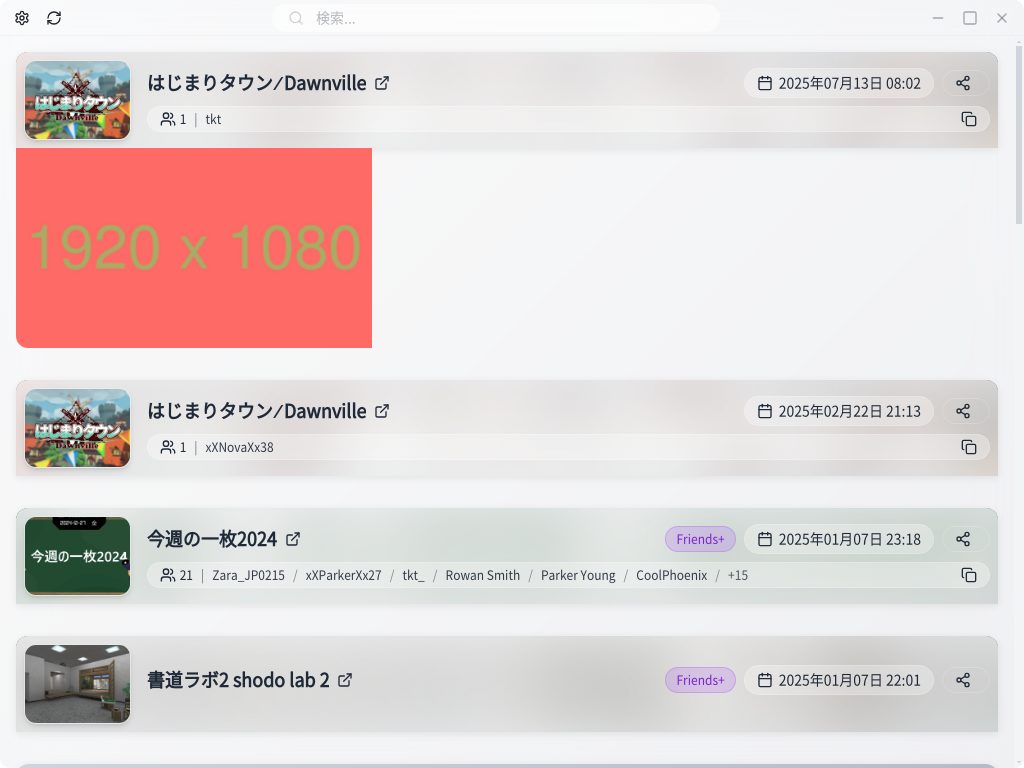 検索...
はじまりタウン⁄Dawnville
2025年07月13日 08:02
はじまりタウン
Dawnville
1 | tkt
1920 x 1080
はじまりタウン⁄Dawnville
2025年02月22日 21:13
はじまりタウン
Dawnville
1 | xXNovaXx38
今週の一枚2024
Friends+
2025年01月07日 23:18
今週の一枚2024
21 | Zara_JP0215 / xXParkerXx27 / tkt_ / Rowan Smith / Parker Young / CoolPhoenix / +15
書道ラボ2 shodo lab 2
Friends+
2025年01月07日 22:01